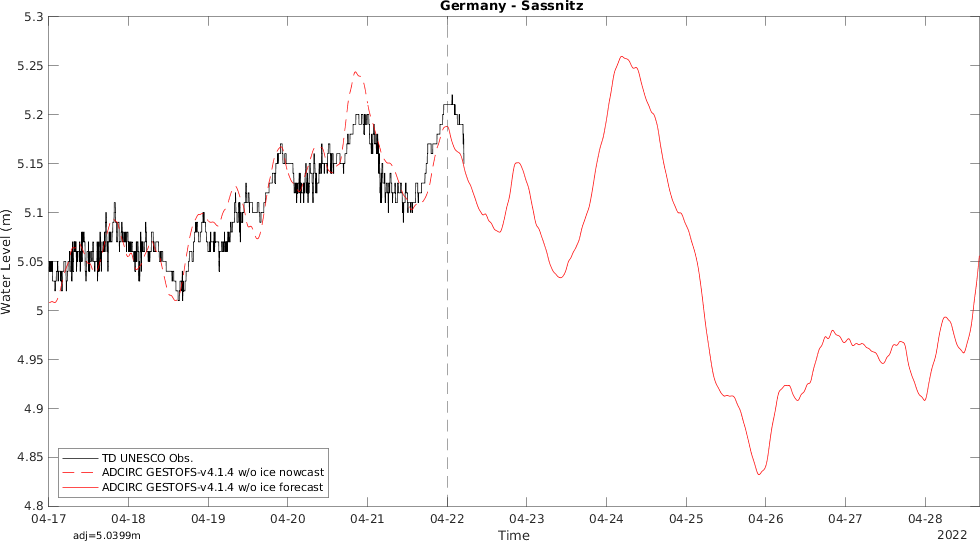 Germany - Sassnitz
Water Level (m)
5.3
5.25
5.2
5.15
5.1
5.05
5
4.95
4.9
4.85
4.8
TD UNESCO Obs.
ADCIRC GESTOFS-v4.1.4 w/o ice nowcast
ADCIRC GESTOFS-v4.1.4 w/o ice forecast
04-17 04-18 04-19 04-20 04-21 04-22 04-23 04-24 04-25 04-26 04-27 04-28
adj=5.0399m Time 2022